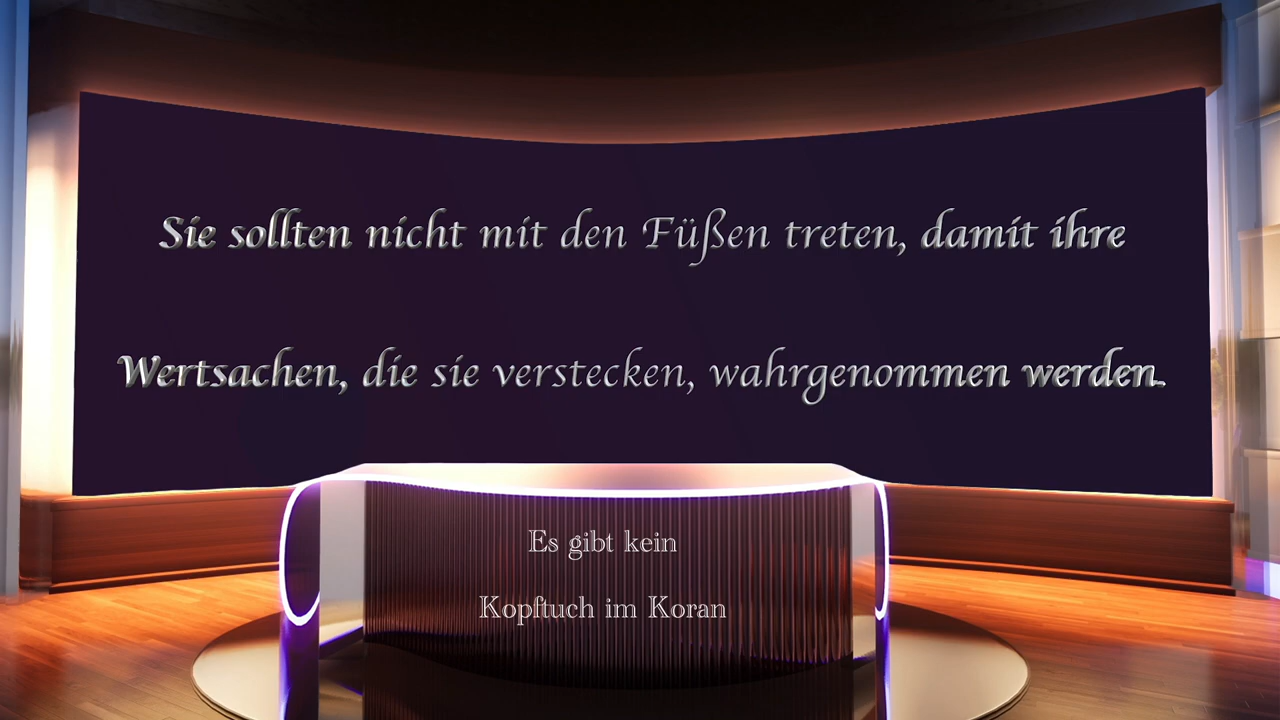 Sie sollten nicht mit den Füßen treten, damit ihre
Wertsachen, die sie verstecken, wahrgenommen werden.
Es gibt kein
Kopftuch im Koran